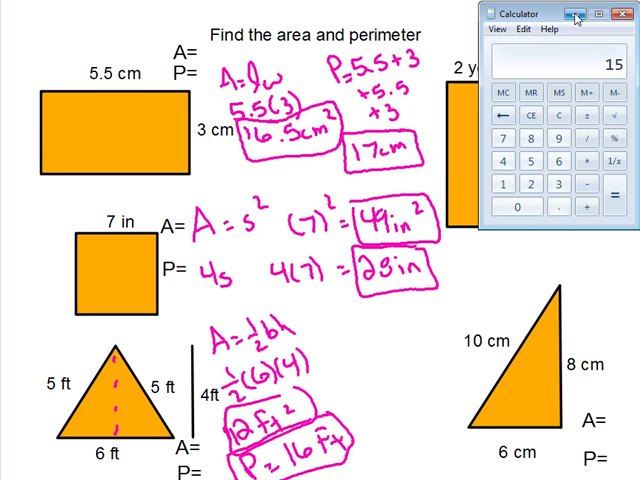 Find the area and perimeter
Calculator
View Edit Help
15
MC MR MS M+ M-
← CE C ± √
7 8 9 / %
4 5 6 * 1/x
1 2 3 - =
0 . +
A=
P=
5.5 cm
3 cm
A = lw
5.5(3)
16.5cm²
P=5.5+3
+5.5
+3
17cm
2
7 in
A=
A = s² (7)² = 49in²
P=
4s 4(7) = 28in
5 ft
5 ft
4ft
6 ft
A=
P=
A=½bh
½(6)(4)
12ft²
P= 16ft
10 cm
8 cm
6 cm
A=
P=